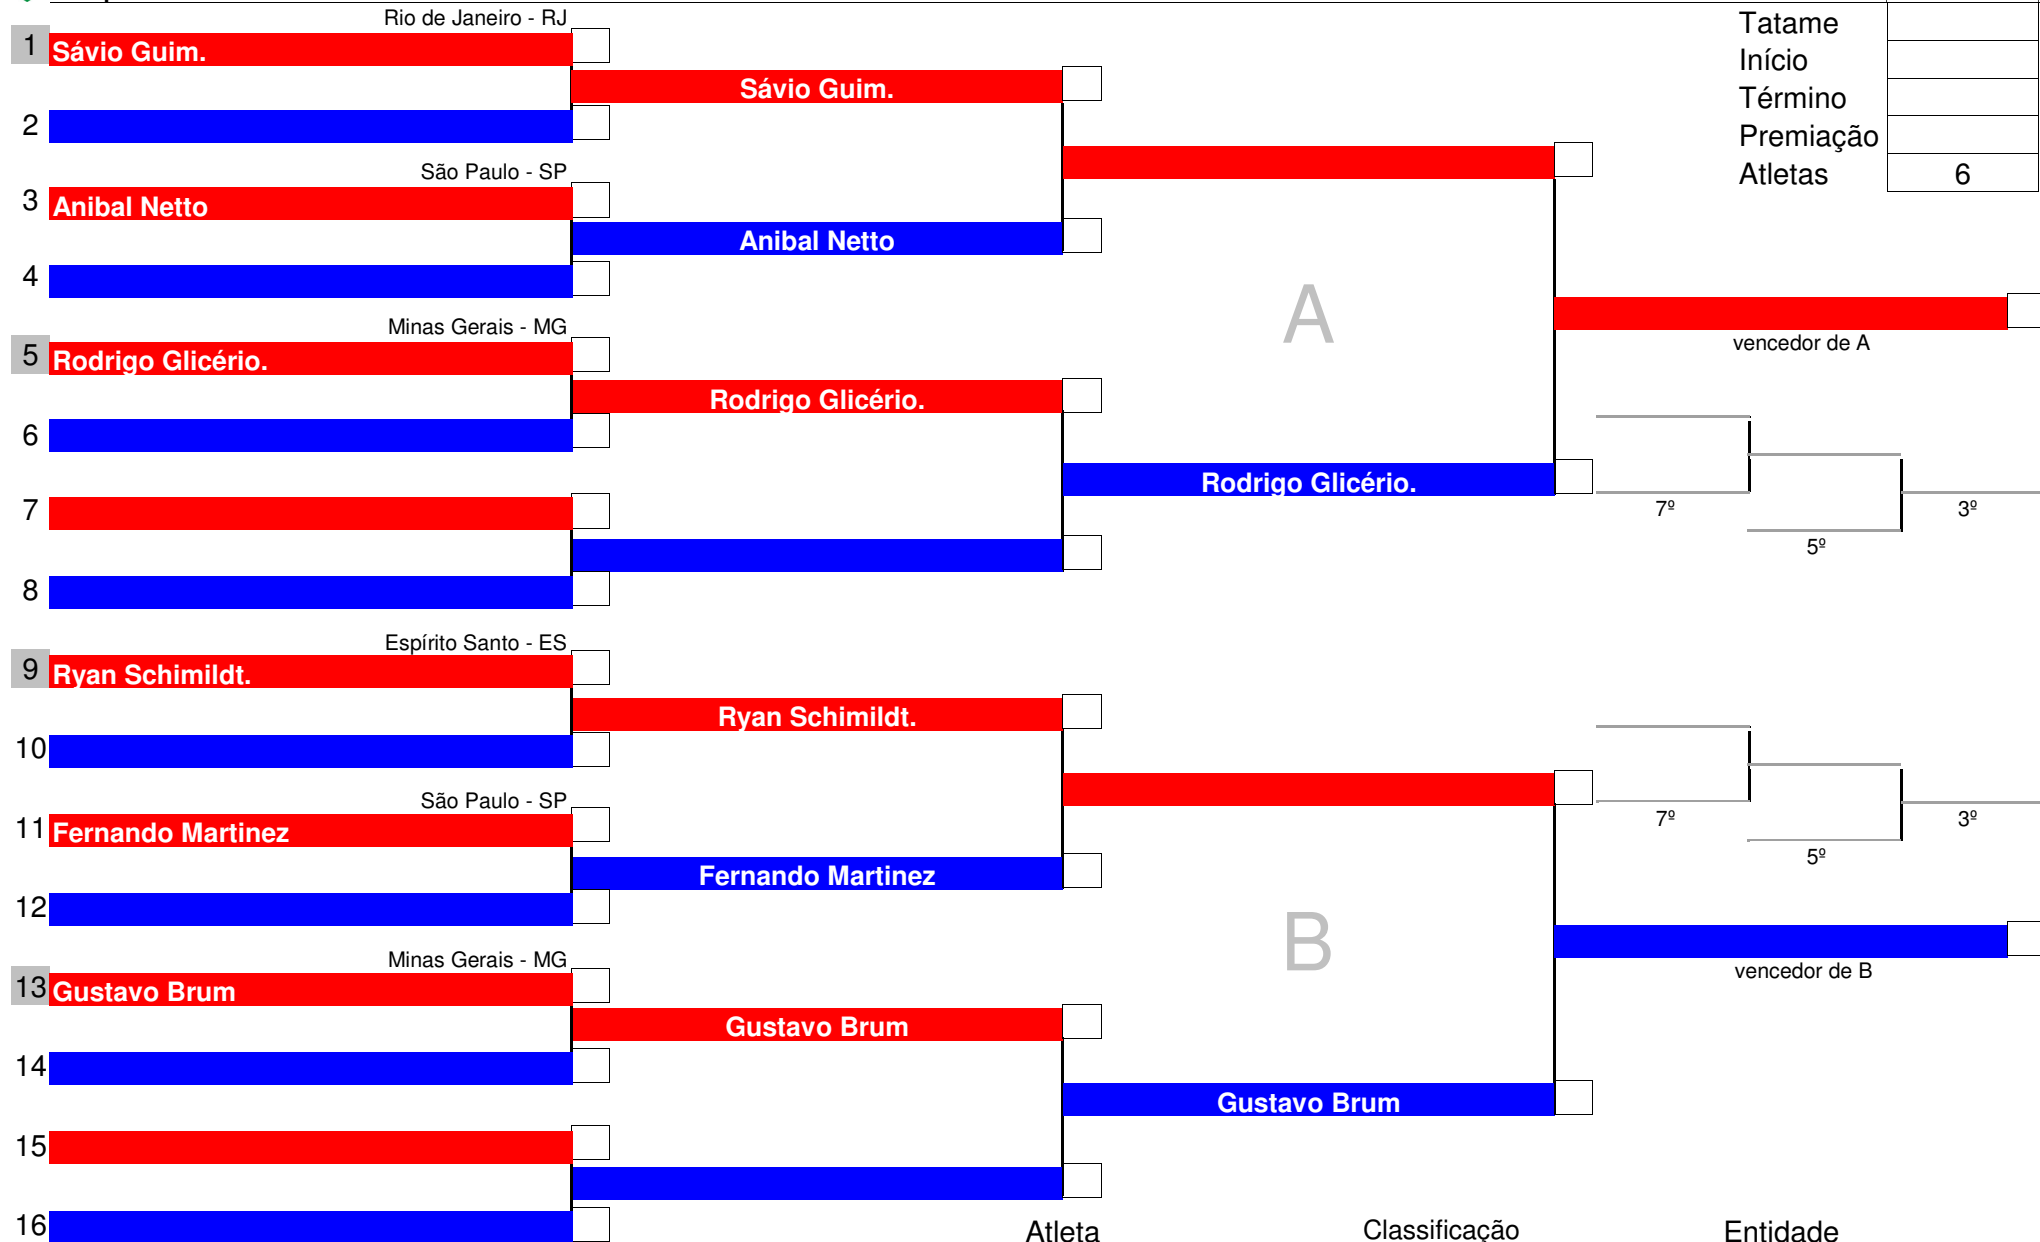 Rio de Janeiro - RJ
Tatame
1 Sávio Guim.
Início
Sávio Guim.
Término
2
Premiação
São Paulo - SP
Atletas 6
3 Anibal Netto
Anibal Netto
4
A
Minas Gerais - MG
vencedor de A
5 Rodrigo Glicério.
Rodrigo Glicério.
6
Rodrigo Glicério.
7
7º 3º
5º
8
Espírito Santo - ES
9 Ryan Schimildt.
Ryan Schimildt.
10
São Paulo - SP
7º 3º
11 Fernando Martinez
5º
Fernando Martinez
12
B
Minas Gerais - MG
vencedor de B
13 Gustavo Brum
Gustavo Brum
14
Gustavo Brum
15
16
Atleta Classificação Entidade